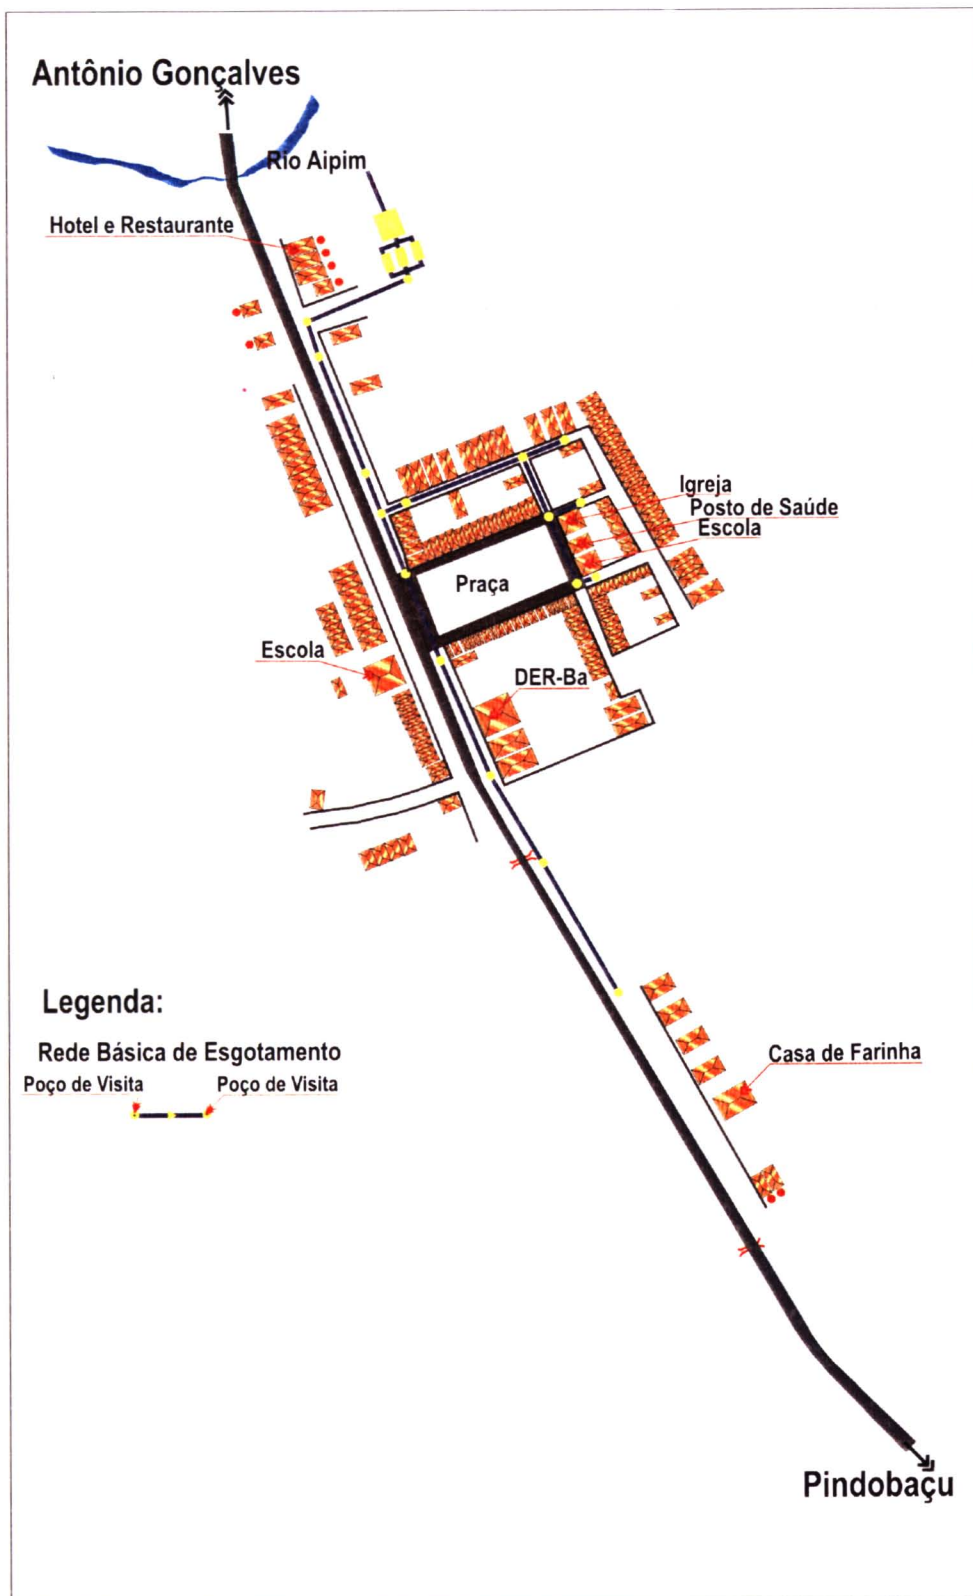 Antônio Gonçalves
Rio Aipim
Hotel e Restaurante
Igreja
Posto de Saúde
Escola
Praça
Escola
DER-Ba
Legenda:
Rede Básica de Esgotamento
Poço de Visita Poço de Visita
Casa de Farinha
Pindobaçu